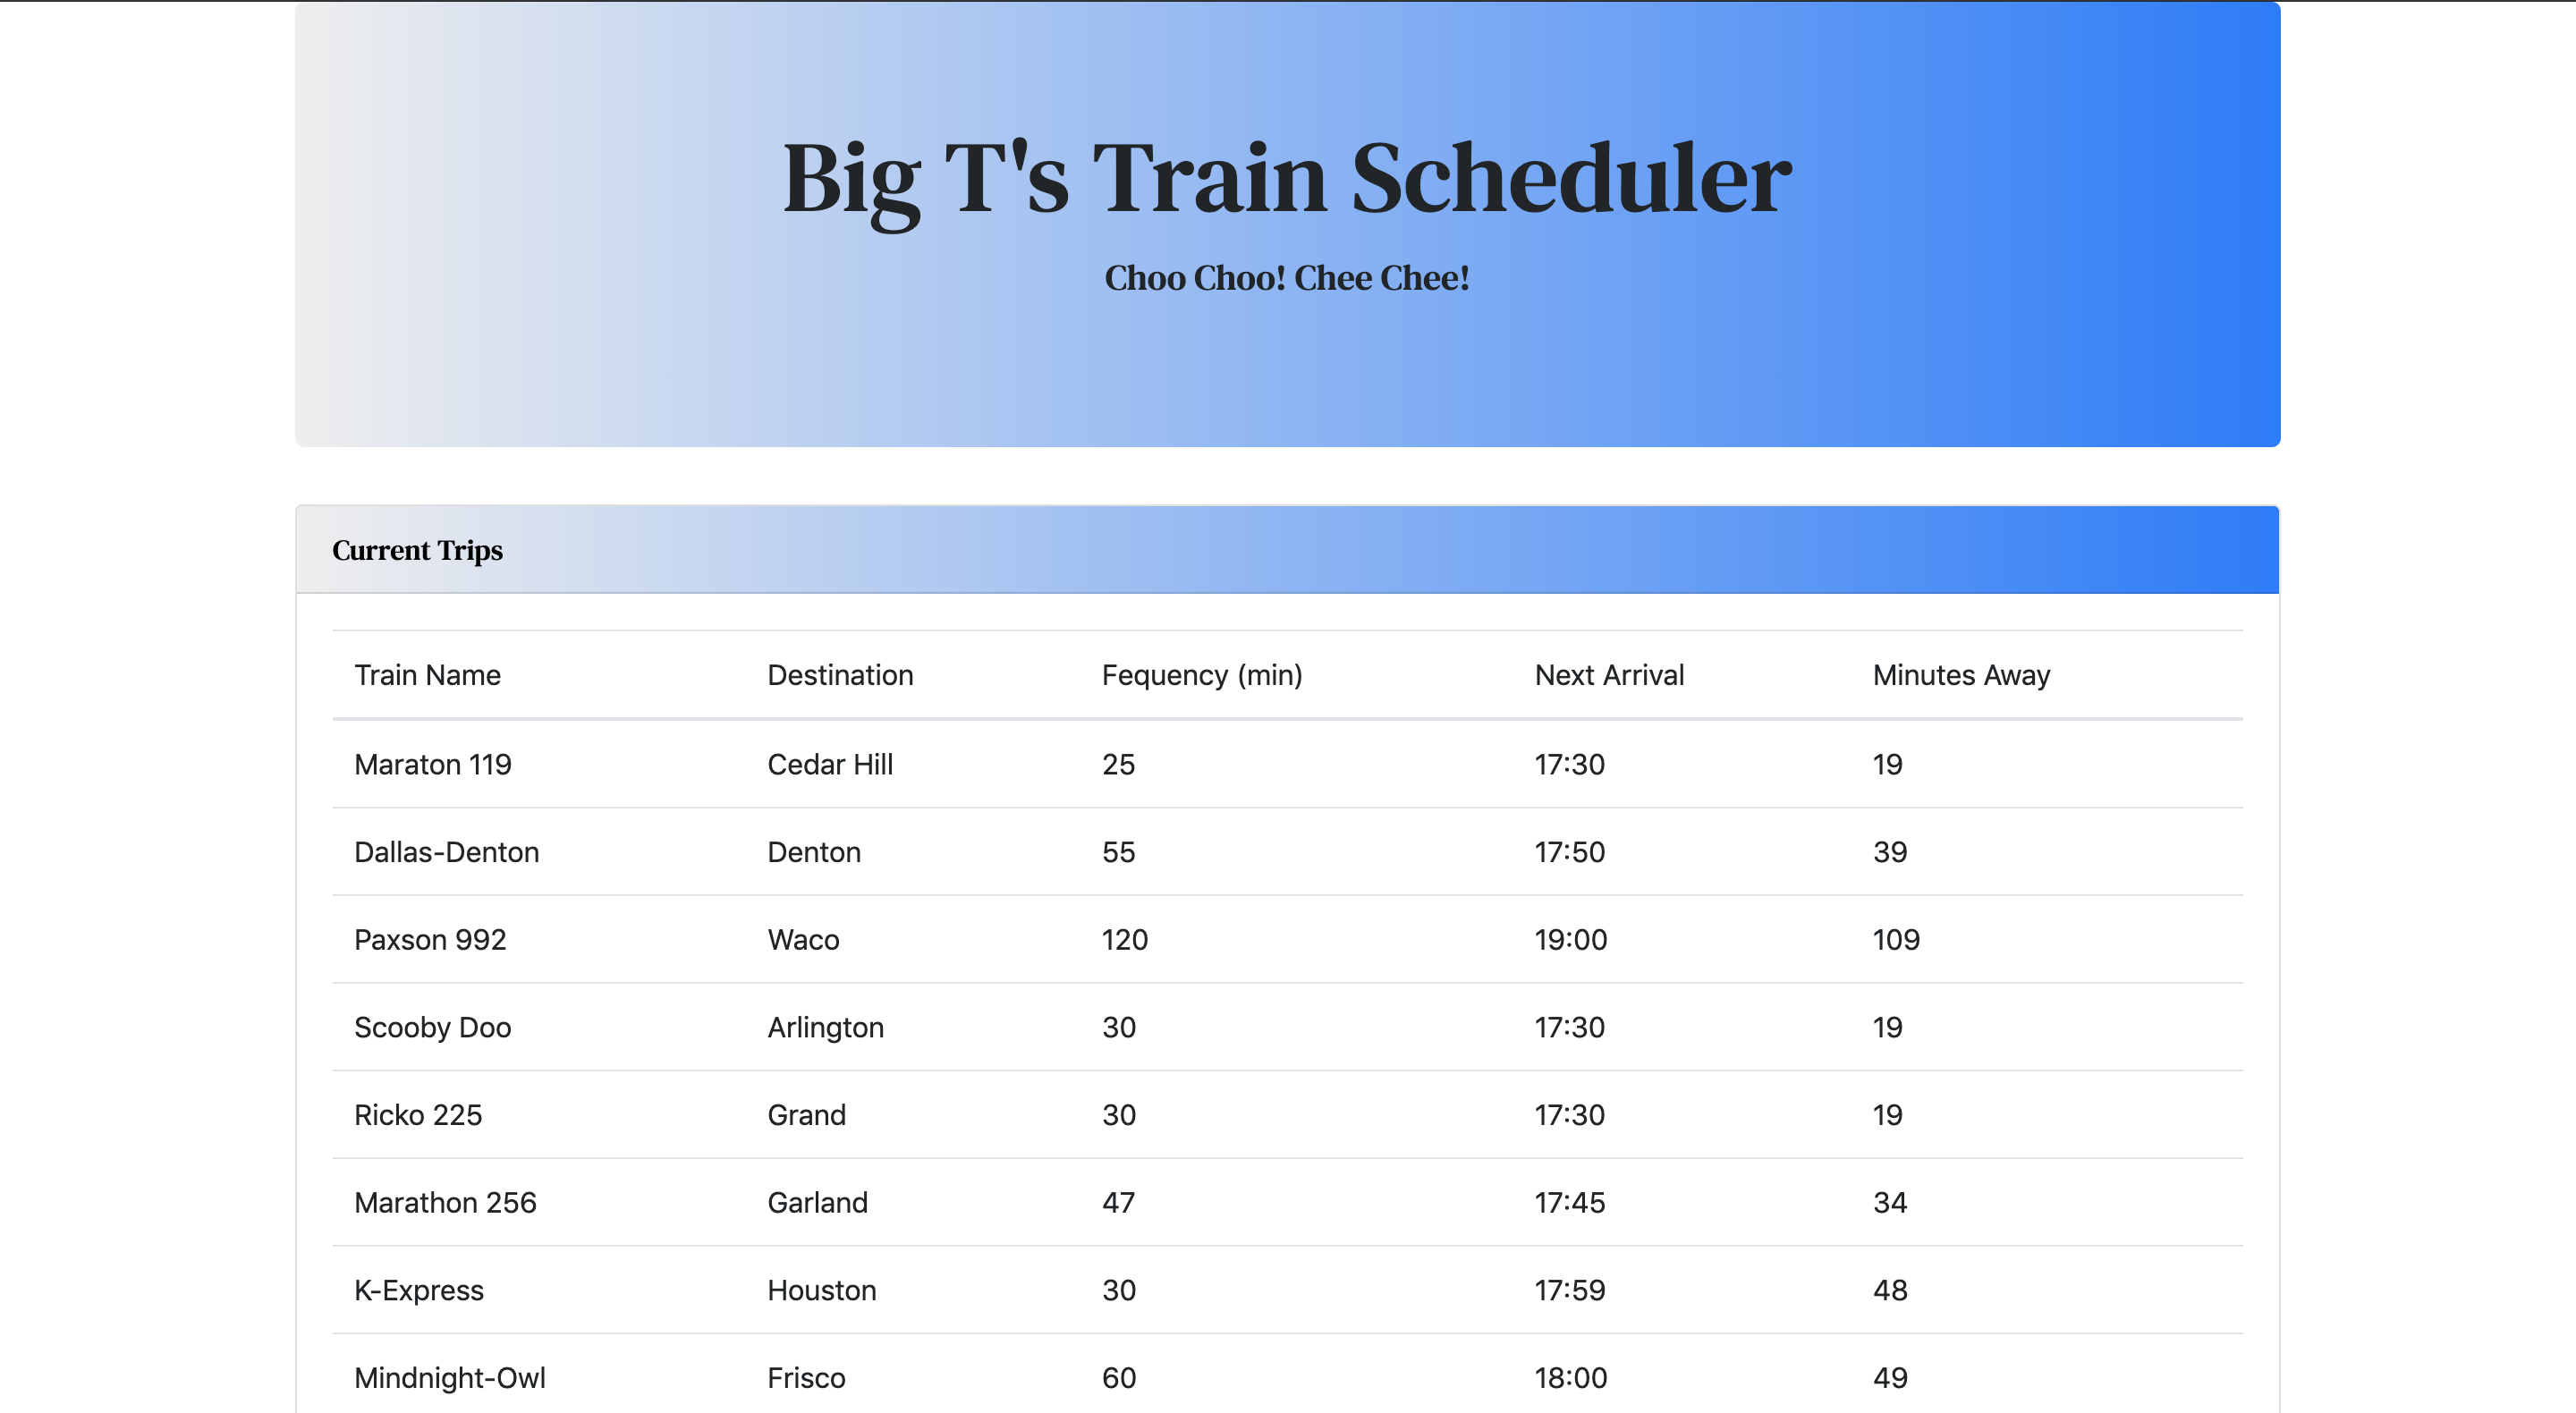 Big T's Train Scheduler
Choo Choo! Chee Chee!
Current Trips
Train Name Destination Fequency (min) Next Arrival Minutes Away
Maraton 119 Cedar Hill 25 17:30 19
Dallas-Denton Denton 55 17:50 39
Paxson 992 Waco 120 19:00 109
Scooby Doo Arlington 30 17:30 19
Ricko 225 Grand 30 17:30 19
Marathon 256 Garland 47 17:45 34
K-Express Houston 30 17:59 48
Mindnight-Owl Frisco 60 18:00 49